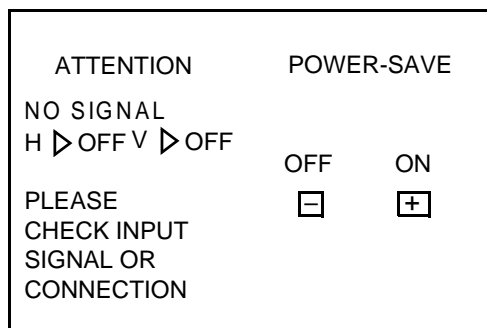 ATTENTION
NO SIGNAL
H ▷ OFF V ▷ OFF
PLEASE
CHECK INPUT
SIGNAL OR
CONNECTION
POWER-SAVE
OFF ON
− +